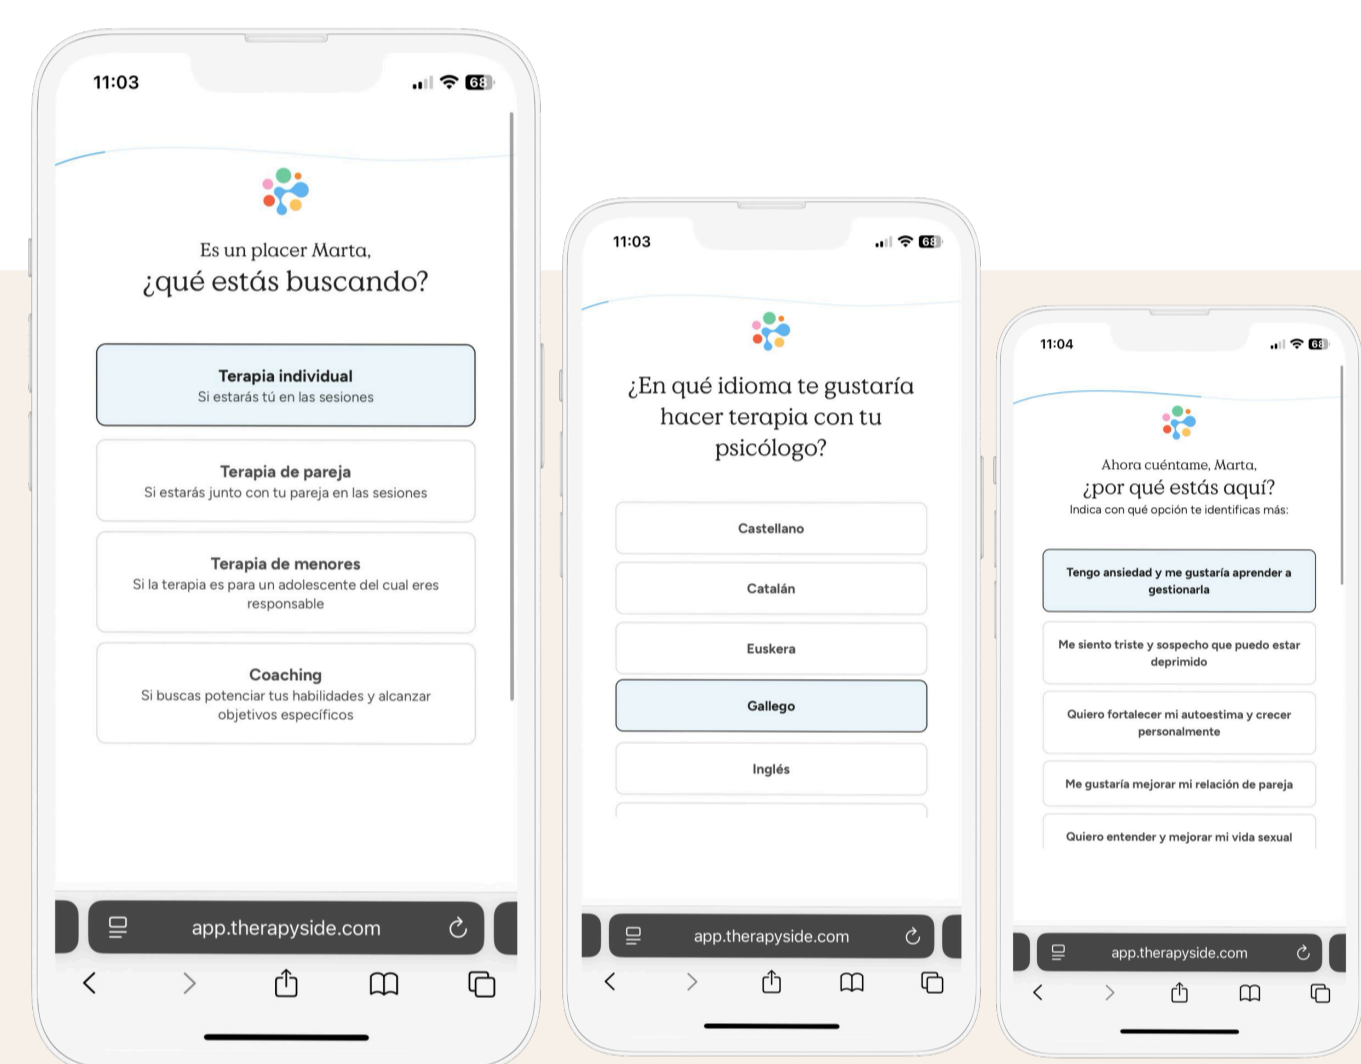 11:03
68
Es un placer Marta,
¿qué estás buscando?
Terapia individual
Si estarás tú en las sesiones
Terapia de pareja
Si estarás junto con tu pareja en las sesiones
Terapia de menores
Si la terapia es para un adolescente del cual eres
responsable
Coaching
Si buscas potenciar tus habilidades y alcanzar
objetivos específicos
app.therapyside.com
11:03
68
¿En qué idioma te gustaría
hacer terapia con tu
psicólogo?
Castellano
Catalán
Euskera
Gallego
Inglés
app.therapyside.com
11:04
68
Ahora cuéntame, Marta,
¿por qué estás aquí?
Indica con qué opción te identificas más:
Tengo ansiedad y me gustaría aprender a
gestionarla
Me siento triste y sospecho que puedo estar
deprimido
Quiero fortalecer mi autoestima y crecer
personalmente
Me gustaría mejorar mi relación de pareja
Quiero entender y mejorar mi vida sexual
app.therapyside.com